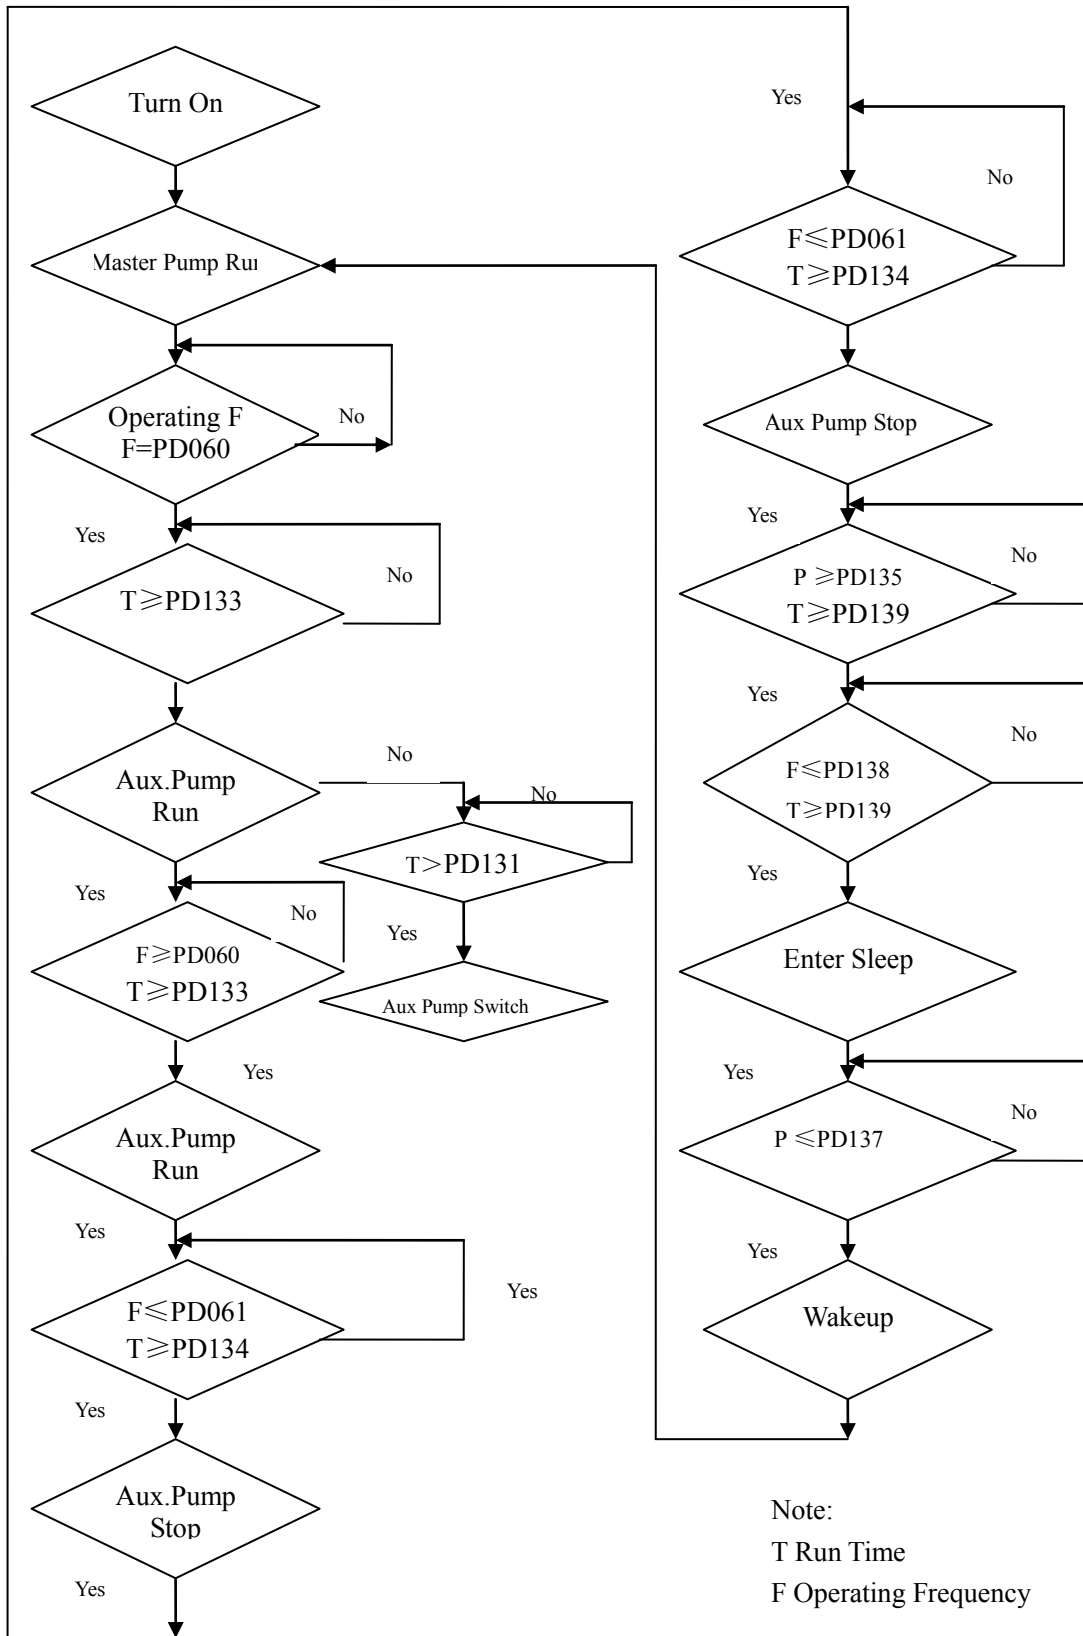 Turn On
Master Pump Ru
No
Operating F
F=PD060
Yes
No
T≥PD133
No
Aux.Pump
Run
No
T>PD131
Yes
Aux Pump Switch
Yes
No
F≥PD060
T≥PD133
Yes
Aux.Pump
Run
Yes
Yes
F≤PD061
T≥PD134
Yes
Aux.Pump
Stop
Yes
Yes
No
F≤PD061
T≥PD134
Aux Pump Stop
Yes
No
P ≥PD135
T≥PD139
Yes
No
F≤PD138
T≥PD139
Yes
Enter Sleep
Yes
No
P ≤PD137
Yes
Wakeup
Note:
T Run Time
F Operating Frequency